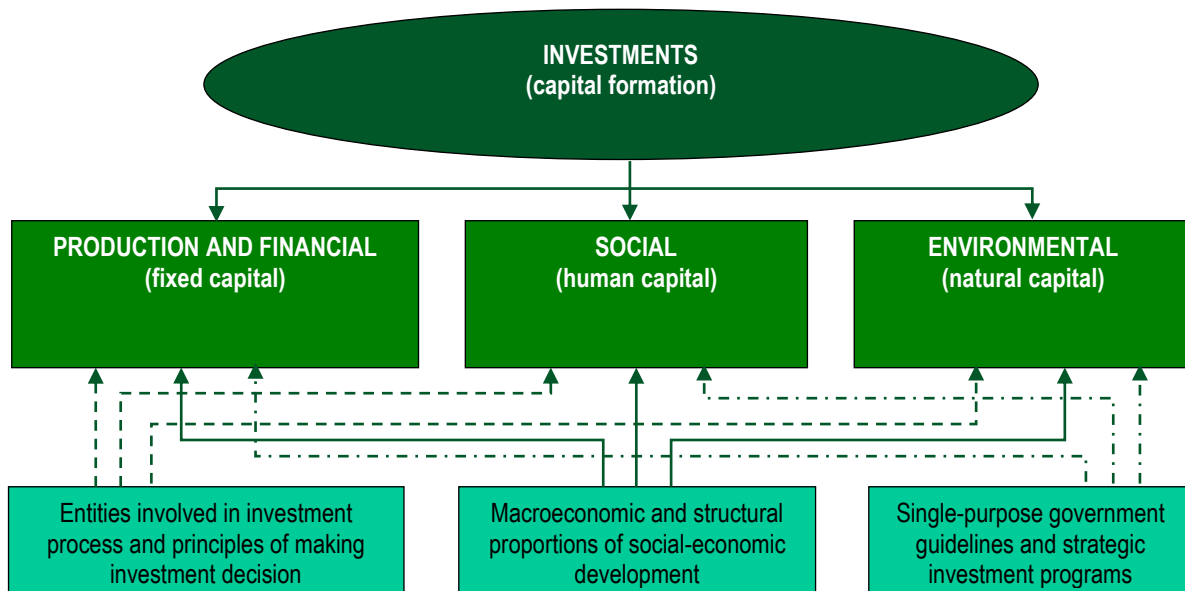 INVESTMENTS
(capital formation)
PRODUCTION AND FINANCIAL
(fixed capital)
SOCIAL
(human capital)
ENVIRONMENTAL
(natural capital)
Entities involved in investment
process and principles of making
investment decision
Macroeconomic and structural
proportions of social-economic
development
Single-purpose government
guidelines and strategic
investment programs